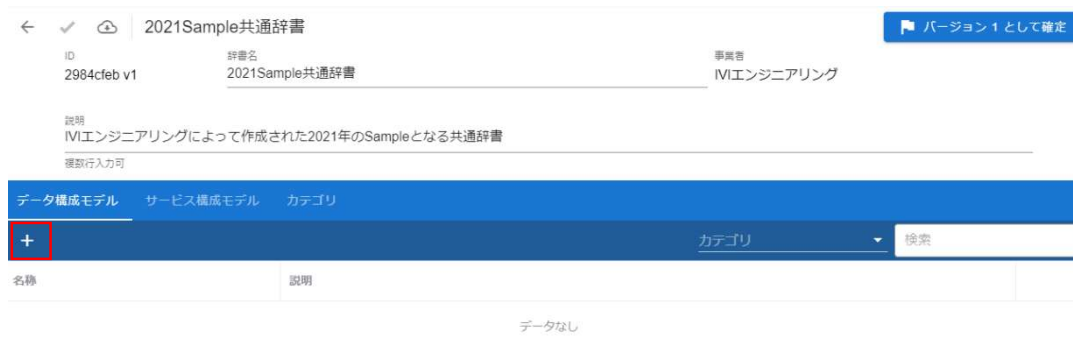 2021Sample共通辞書
バージョン 1 として確定
ID 辞書名 事業者
2984cfeb v1 2021Sample共通辞書 IVIエンジニアリング
説明
IVIエンジニアリングによって作成された2021年のSampleとなる共通辞書
複数行入力可
データ構成モデル サービス構成モデル カテゴリ
+ カテゴリ 検索
名称 説明
データなし